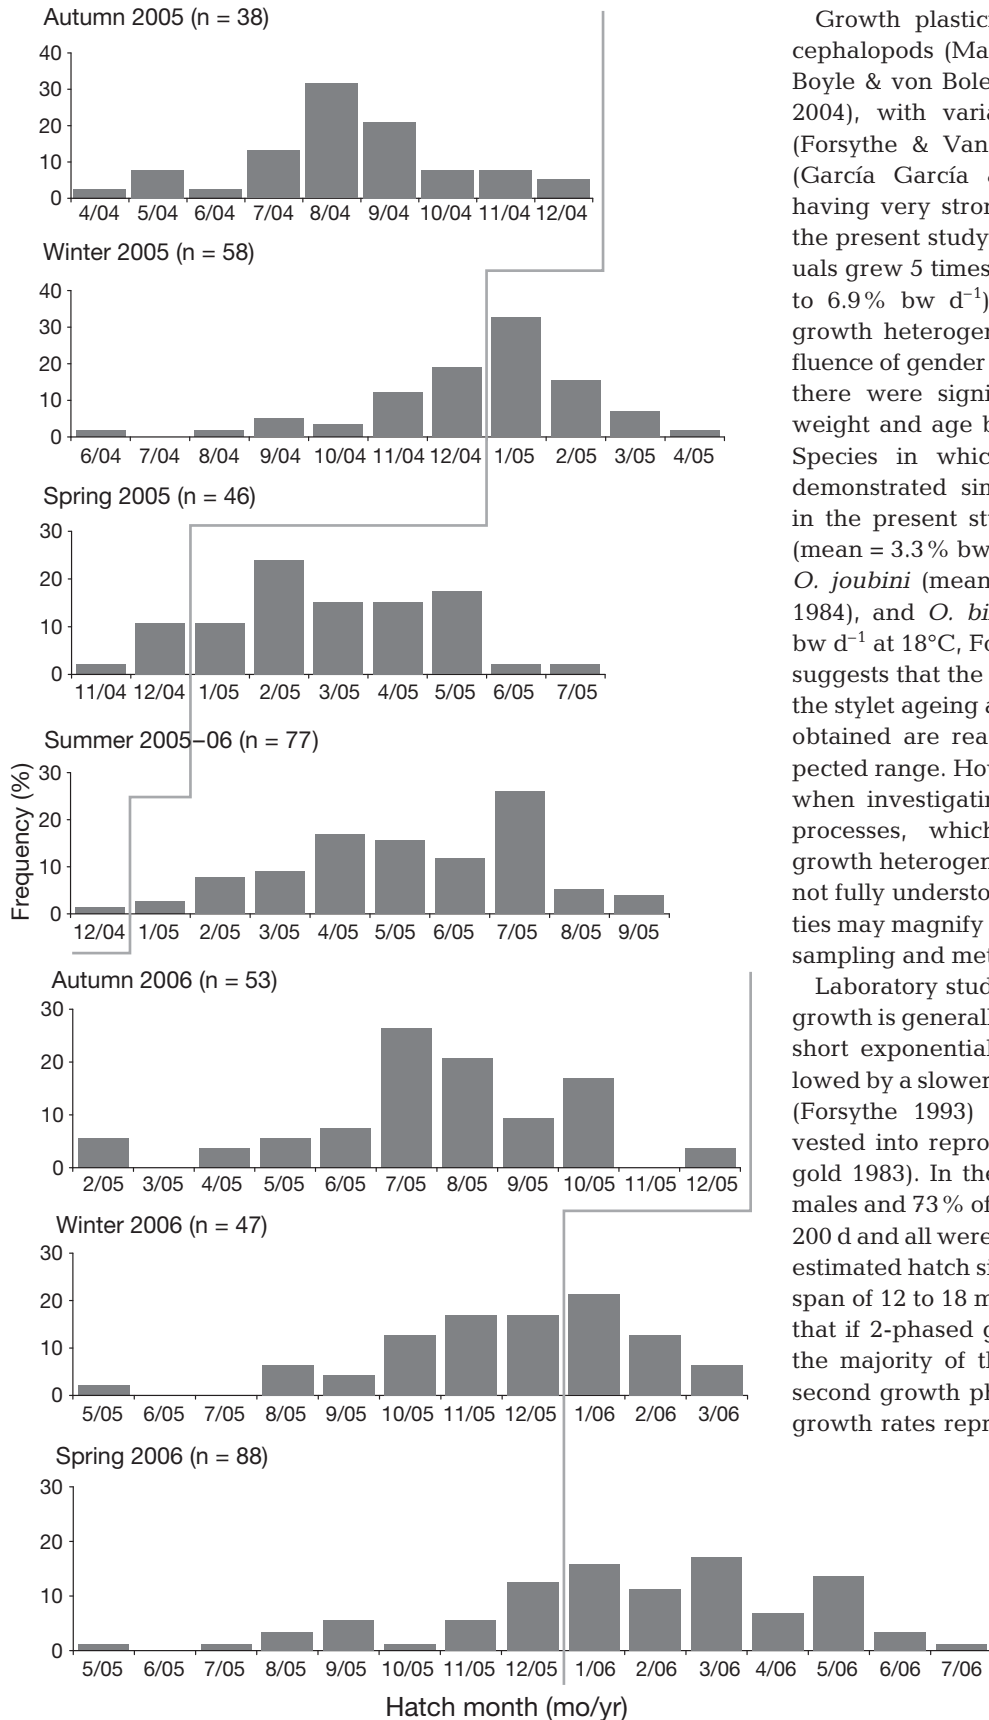 Autumn 2005 (n = 38)
40
30
20
10
0
4/04 5/04 6/04 7/04 8/04 9/04 10/04 11/04 12/04
Winter 2005 (n = 58)
40
30
20
10
0
6/04 7/04 8/04 9/04 10/04 11/04 12/04 1/05 2/05 3/05 4/05
Spring 2005 (n = 46)
30
20
10
0
11/04 12/04 1/05 2/05 3/05 4/05 5/05 6/05 7/05
Summer 2005–06 (n = 77)
Frequency (%)
30
20
10
0
12/04 1/05 2/05 3/05 4/05 5/05 6/05 7/05 8/05 9/05
Autumn 2006 (n = 53)
30
20
10
0
2/05 3/05 4/05 5/05 6/05 7/05 8/05 9/05 10/05 11/05 12/05
Winter 2006 (n = 47)
30
20
10
0
5/05 6/05 7/05 8/05 9/05 10/05 11/05 12/05 1/06 2/06 3/06
Spring 2006 (n = 88)
30
20
10
0
5/05 6/05 7/05 8/05 9/05 10/05 11/05 12/05 1/06 2/06 3/06 4/06 5/06 6/06 7/06
Hatch month (mo/yr)
Growth plastici
cephalopods (Ma
Boyle & von Bole
2004), with varia
(Forsythe & Van
(García García
having very stron
the present study
uals grew 5 times
to 6.9% bw d⁻¹)
growth heterogen
fluence of gender
there were signi
weight and age b
Species in whic
demonstrated sin
in the present st
(mean = 3.3% bw
O. joubini (mean
1984), and O. bi
bw d⁻¹ at 18°C, Fo
suggests that the
the stylet ageing a
obtained are rea
pected range. Hov
when investigatin
processes, which
growth heterogen
not fully understo
ties may magnify
sampling and met
Laboratory stud
growth is generall
short exponential
lowed by a slower
(Forsythe 1993)
vested into repro
gold 1983). In the
males and 73% of
200 d and all were
estimated hatch si
span of 12 to 18 m
that if 2-phased g
the majority of th
second growth ph
growth rates repr